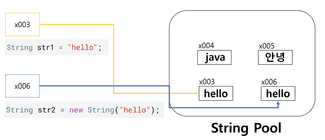 x003
String str1 = "hello";
x006
String str2 = new String("hello");
x004
java
x005
안녕
x003
hello
x006
hello
String Pool